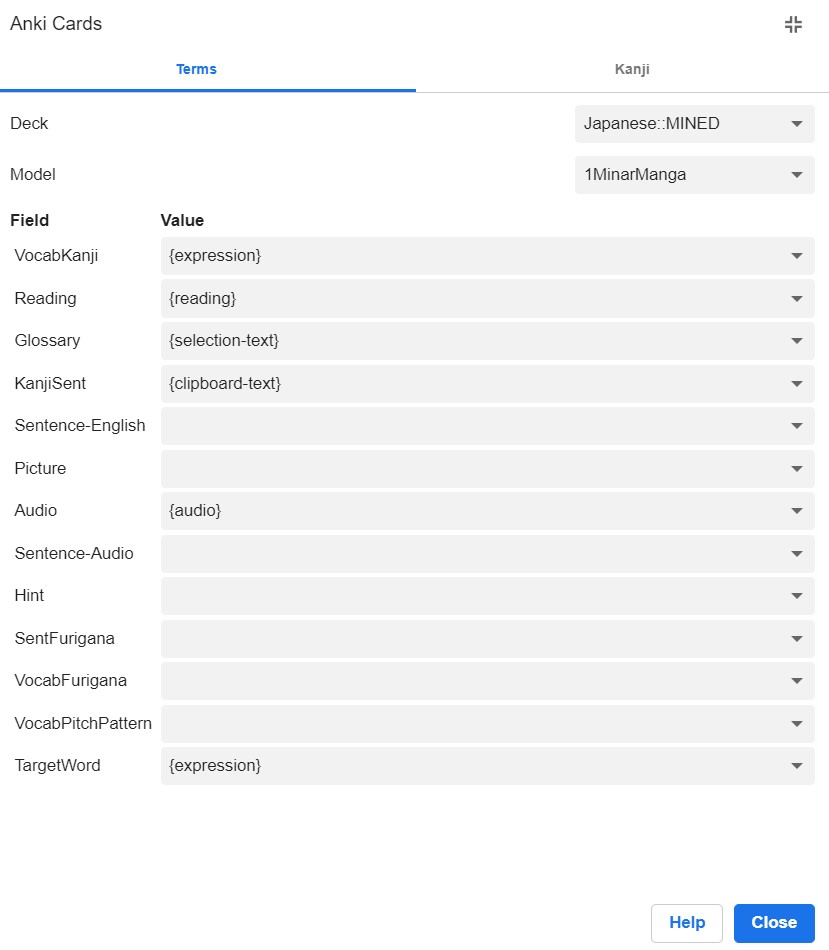 Anki Cards
Terms Kanji
Deck Japanese::MINED
Model 1MinarManga
Field Value
VocabKanji {expression}
Reading {reading}
Glossary {selection-text}
KanjiSent {clipboard-text}
Sentence-English
Picture
Audio {audio}
Sentence-Audio
Hint
SentFurigana
VocabFurigana
VocabPitchPattern
TargetWord {expression}
Help Close